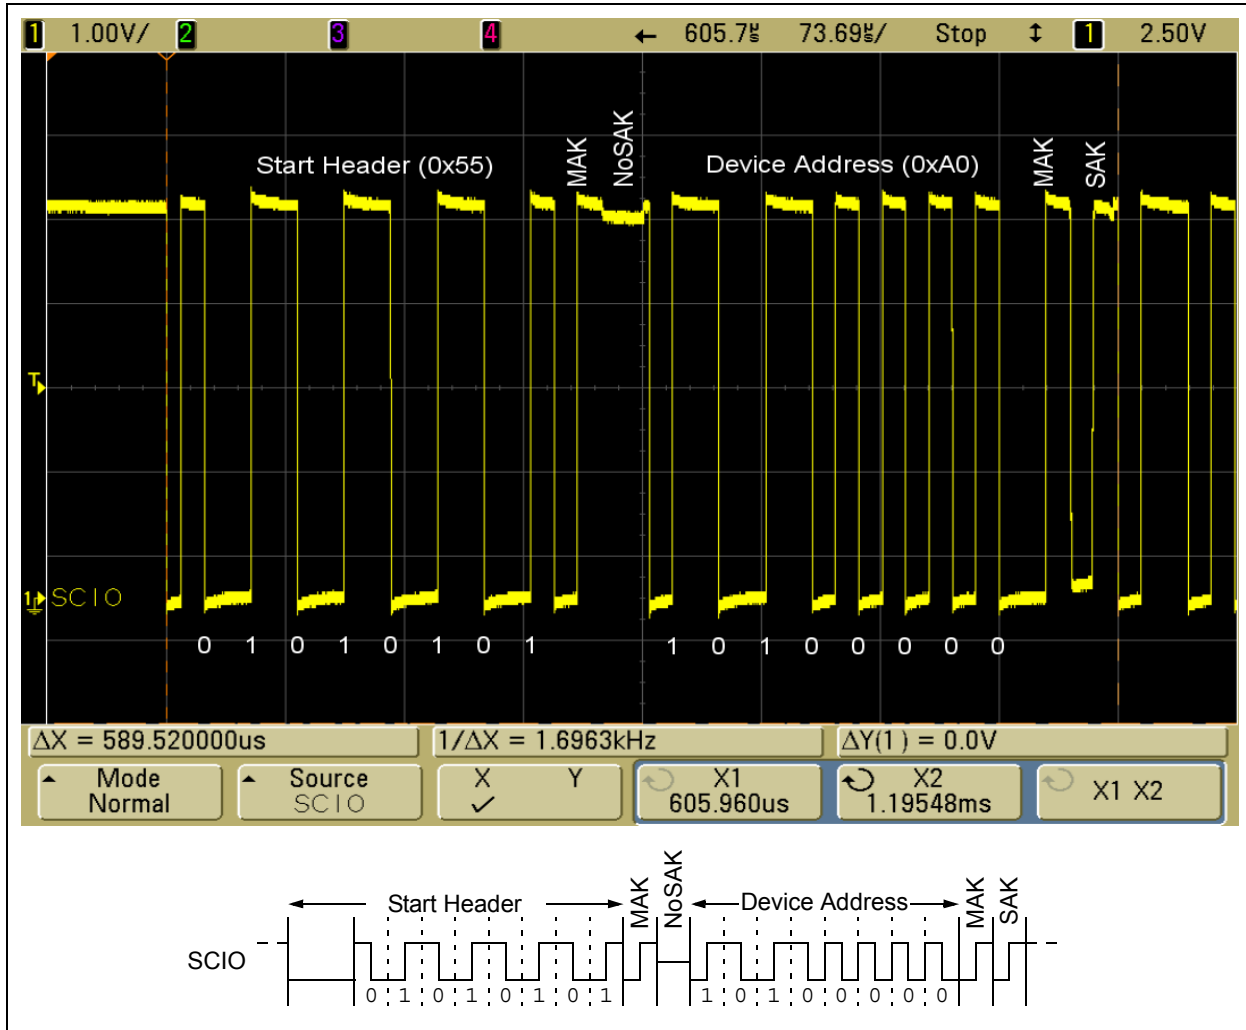 1 1.00V/ 2 3 4 ← 605.7µs 73.69µs/ Stop ↕ 1 2.50V
Start Header (0x55) MAK NoSAK Device Address (0xA0) MAK SAK
T
1 SCIO
0 1 0 1 0 1 0 1 1 0 1 0 0 0 0 0
ΔX = 589.520000us 1/ΔX = 1.6963kHz ΔY(1) = 0.0V
Mode Source X Y X1 X2 X1 X2
Normal SCIO ✓ 605.960us 1.19548ms
Start Header MAK NoSAK Device Address MAK SAK
SCIO
0 1 0 1 0 1 0 1 1 0 1 0 0 0 0 0